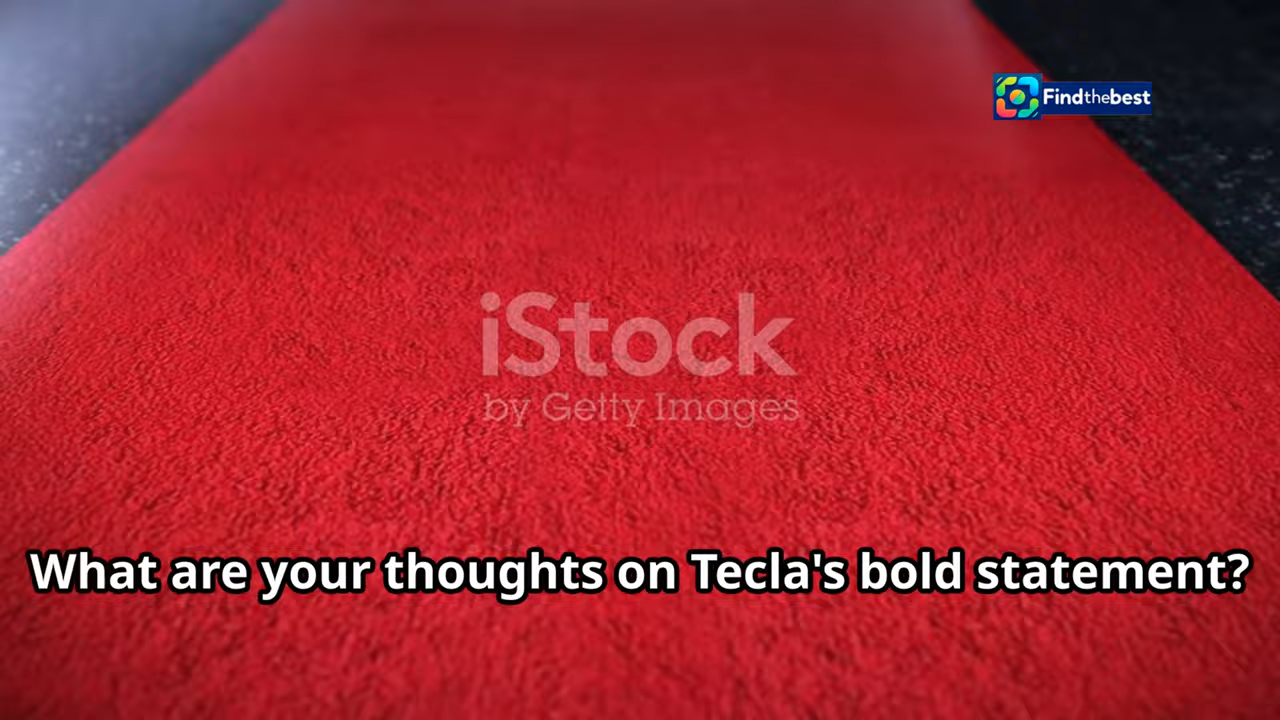 Findthebest
iStock
by Getty Images
What are your thoughts on Tecla's bold statement?